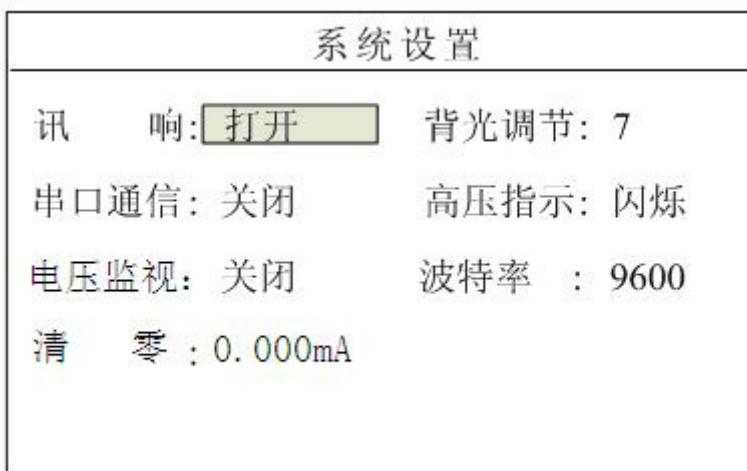 系统设置
讯 响: 打开 背光调节: 7
串口通信: 关闭 高压指示: 闪烁
电压监视: 关闭 波特率 : 9600
清 零 : 0.000mA